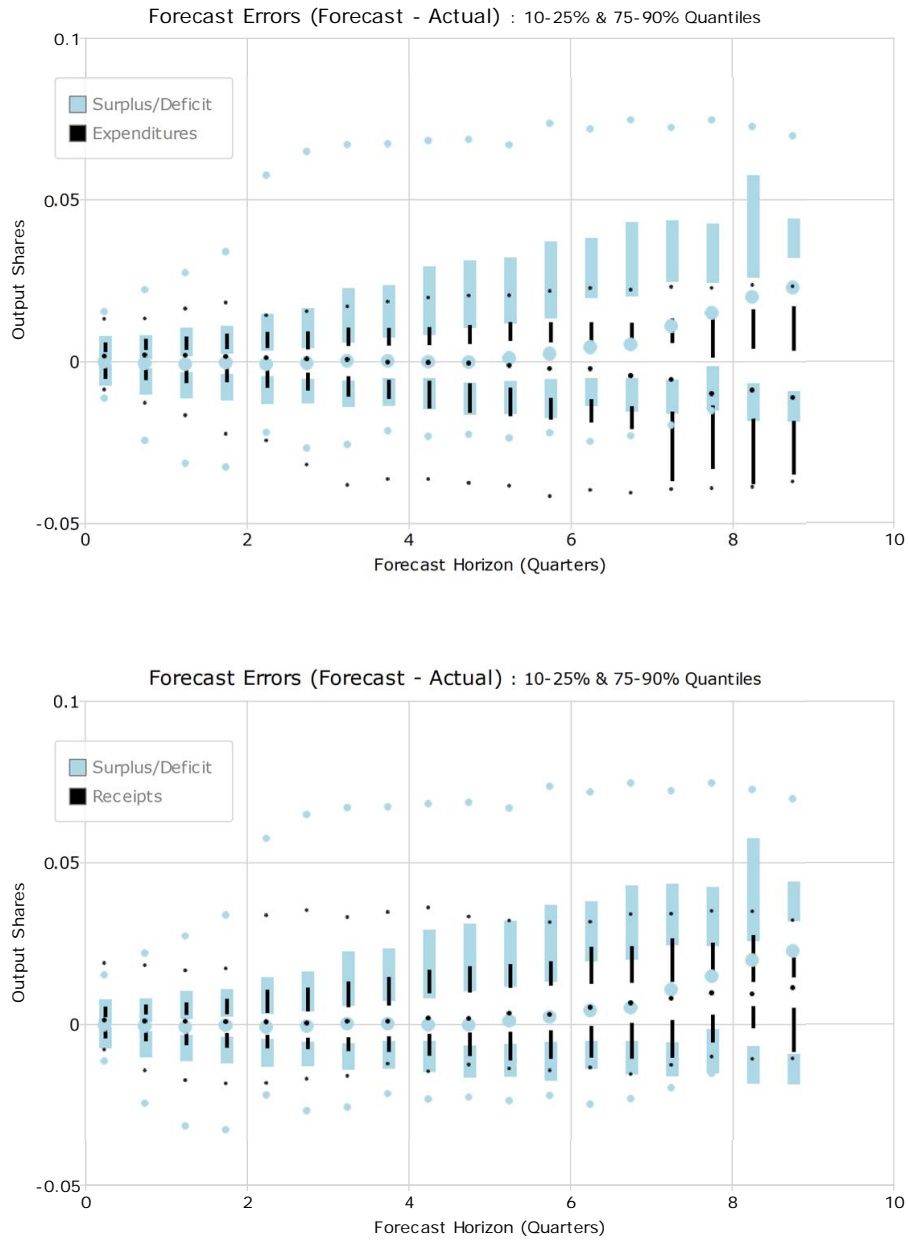 Forecast Errors (Forecast - Actual) : 10-25% & 75-90% Quantiles
0.1
Surplus/Deficit
Expenditures
0.05
Output Shares
0
-0.05
0 2 4 6 8 10
Forecast Horizon (Quarters)
Forecast Errors (Forecast - Actual) : 10-25% & 75-90% Quantiles
0.1
Surplus/Deficit
Receipts
0.05
Output Shares
0
-0.05
0 2 4 6 8 10
Forecast Horizon (Quarters)